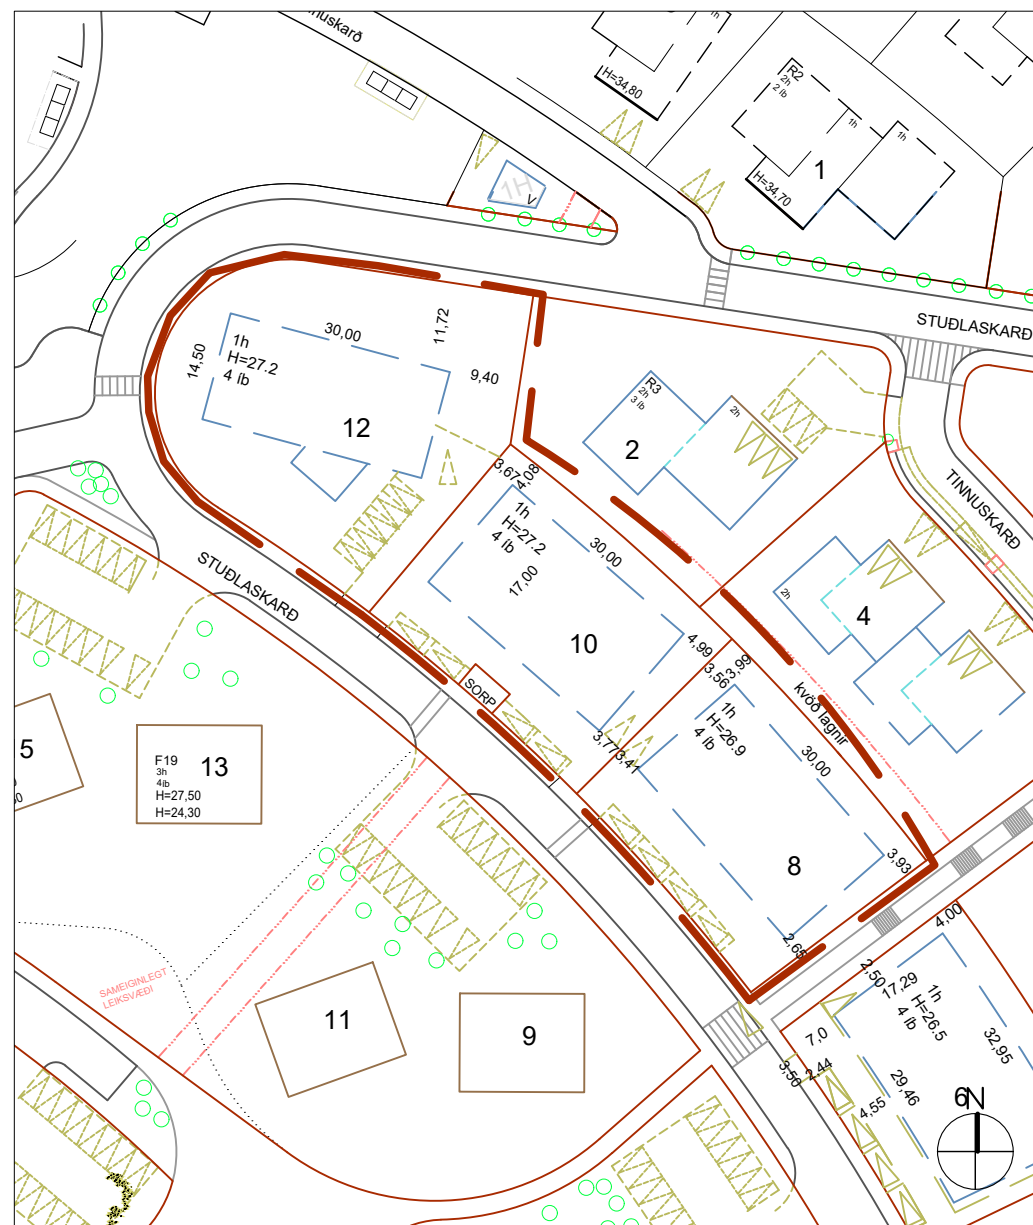 nnuskarð
1h
H=34,80
R2
2h
2 íb
1h
1h
1
H=34,70
1H
V
STUÐLASKARÐ
11,72
30,00
14,50
1h
H=27.2
4 íb
9,40
12
R3
2h
3 íb
2h
2
3,67
4,08
TINNUSKARÐ
1h
H=27.2
4 íb
30,00
17,00
10
STUÐLASKARÐ
2h
4
4,99
3,99
3,56
SORP
kvöð lagnir
1h
H=26.9
4 íb
30,00
3,77
3,41
5
F19
3h
4íb
H=27,50
H=24,30
13
8
3,93
4,00
2,65
2,50
17,29
1h
H=26.5
4 íb
SAMEIGINLEGT
LEIKSVÆÐI
11
9
7,0
32,95
3,50
2,44
29,46
4,55
6
N